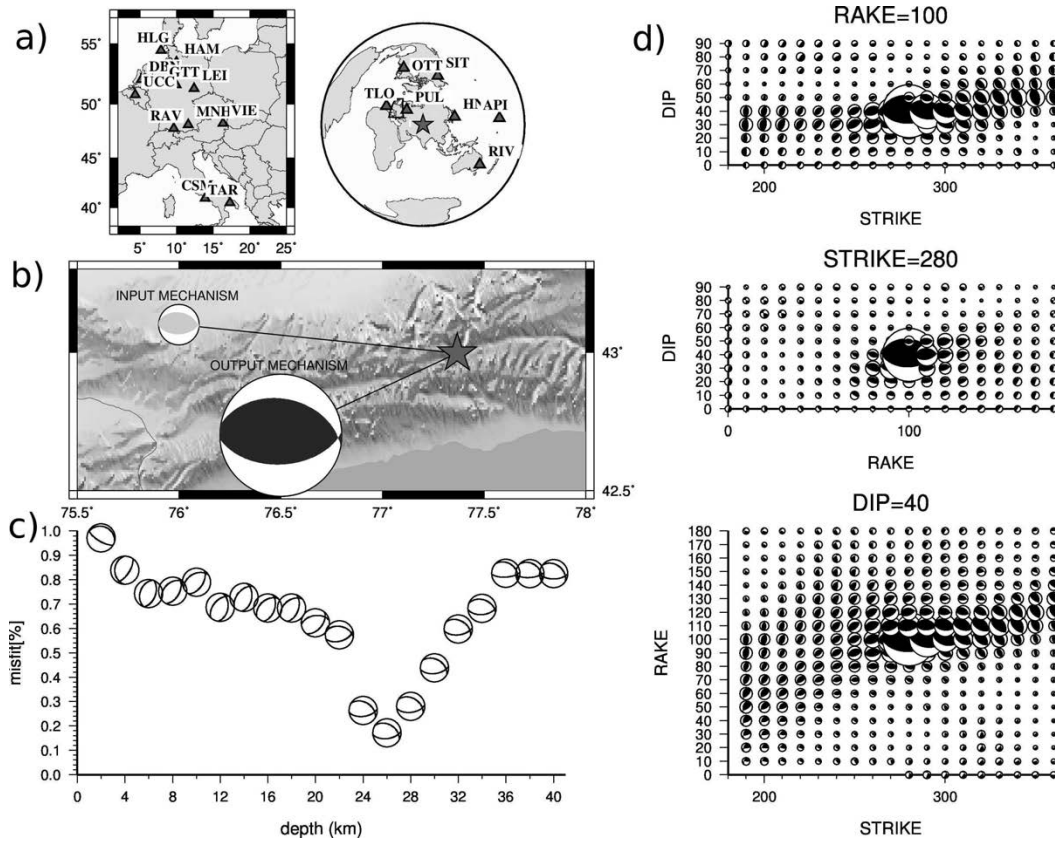 a)
55˚
50˚
45˚
40˚
5˚ 10˚ 15˚ 20˚ 25˚
HLG
HAM
GTT
LEI
UCC
RAV
MNH
VIE
CSM
TAR
OTT
SIT
TLO
PUL
API
RIV
b)
INPUT MECHANISM
OUTPUT MECHANISM
43˚
42.5˚
75.5˚ 76˚ 76.5˚ 77˚ 77.5˚ 78˚
c)
misfit[%]
1.0
0.9
0.8
0.7
0.6
0.5
0.4
0.3
0.2
0.1
0.0
0 4 8 12 16 20 24 28 32 36 40
depth (km)
d)
RAKE=100
DIP
90
80
70
60
50
40
30
20
10
0
200 300
STRIKE
STRIKE=280
DIP
90
80
70
60
50
40
30
20
10
0
0 100
RAKE
DIP=40
RAKE
180
170
160
150
140
130
120
110
100
90
80
70
60
50
40
30
20
10
0
200 300
STRIKE